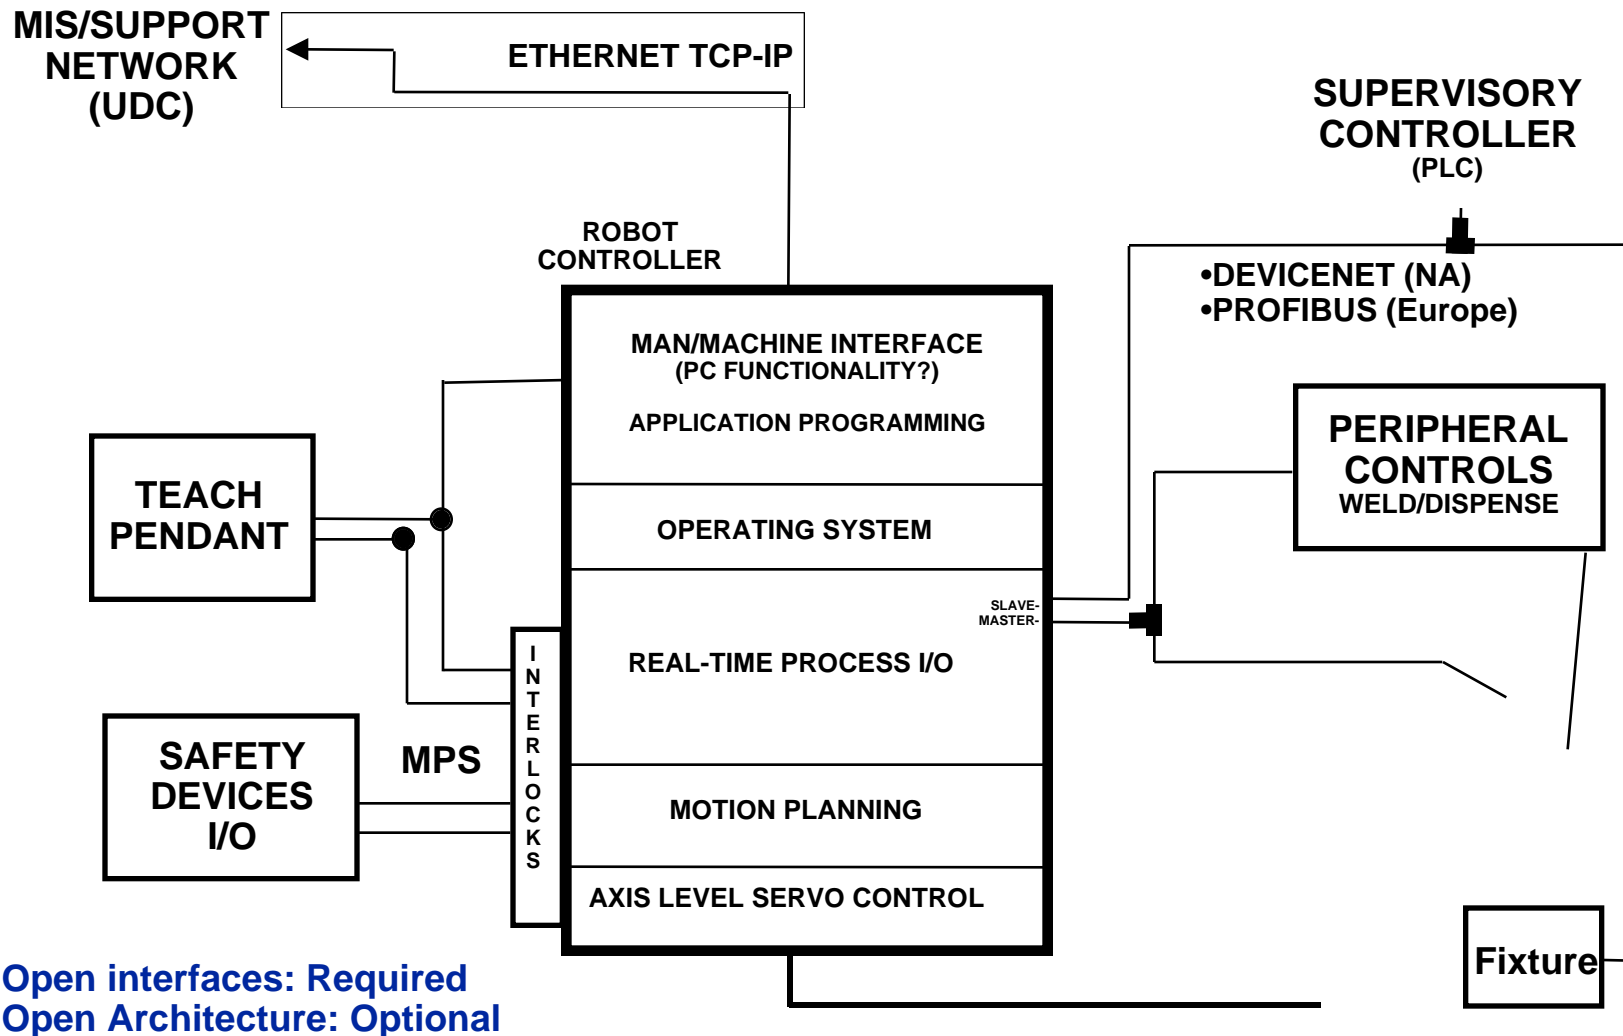 MIS/SUPPORT
NETWORK
(UDC)
ETHERNET TCP-IP
SUPERVISORY
CONTROLLER
(PLC)
ROBOT
CONTROLLER
•DEVICENET (NA)
•PROFIBUS (Europe)
MAN/MACHINE INTERFACE
(PC FUNCTIONALITY?)
APPLICATION PROGRAMMING
PERIPHERAL
CONTROLS
WELD/DISPENSE
TEACH
PENDANT
OPERATING SYSTEM
SLAVE-
MASTER-
REAL-TIME PROCESS I/O
INTERLOCKS
SAFETY
DEVICES
I/O
MPS
MOTION PLANNING
AXIS LEVEL SERVO CONTROL
Fixture
Open interfaces: Required
Open Architecture: Optional